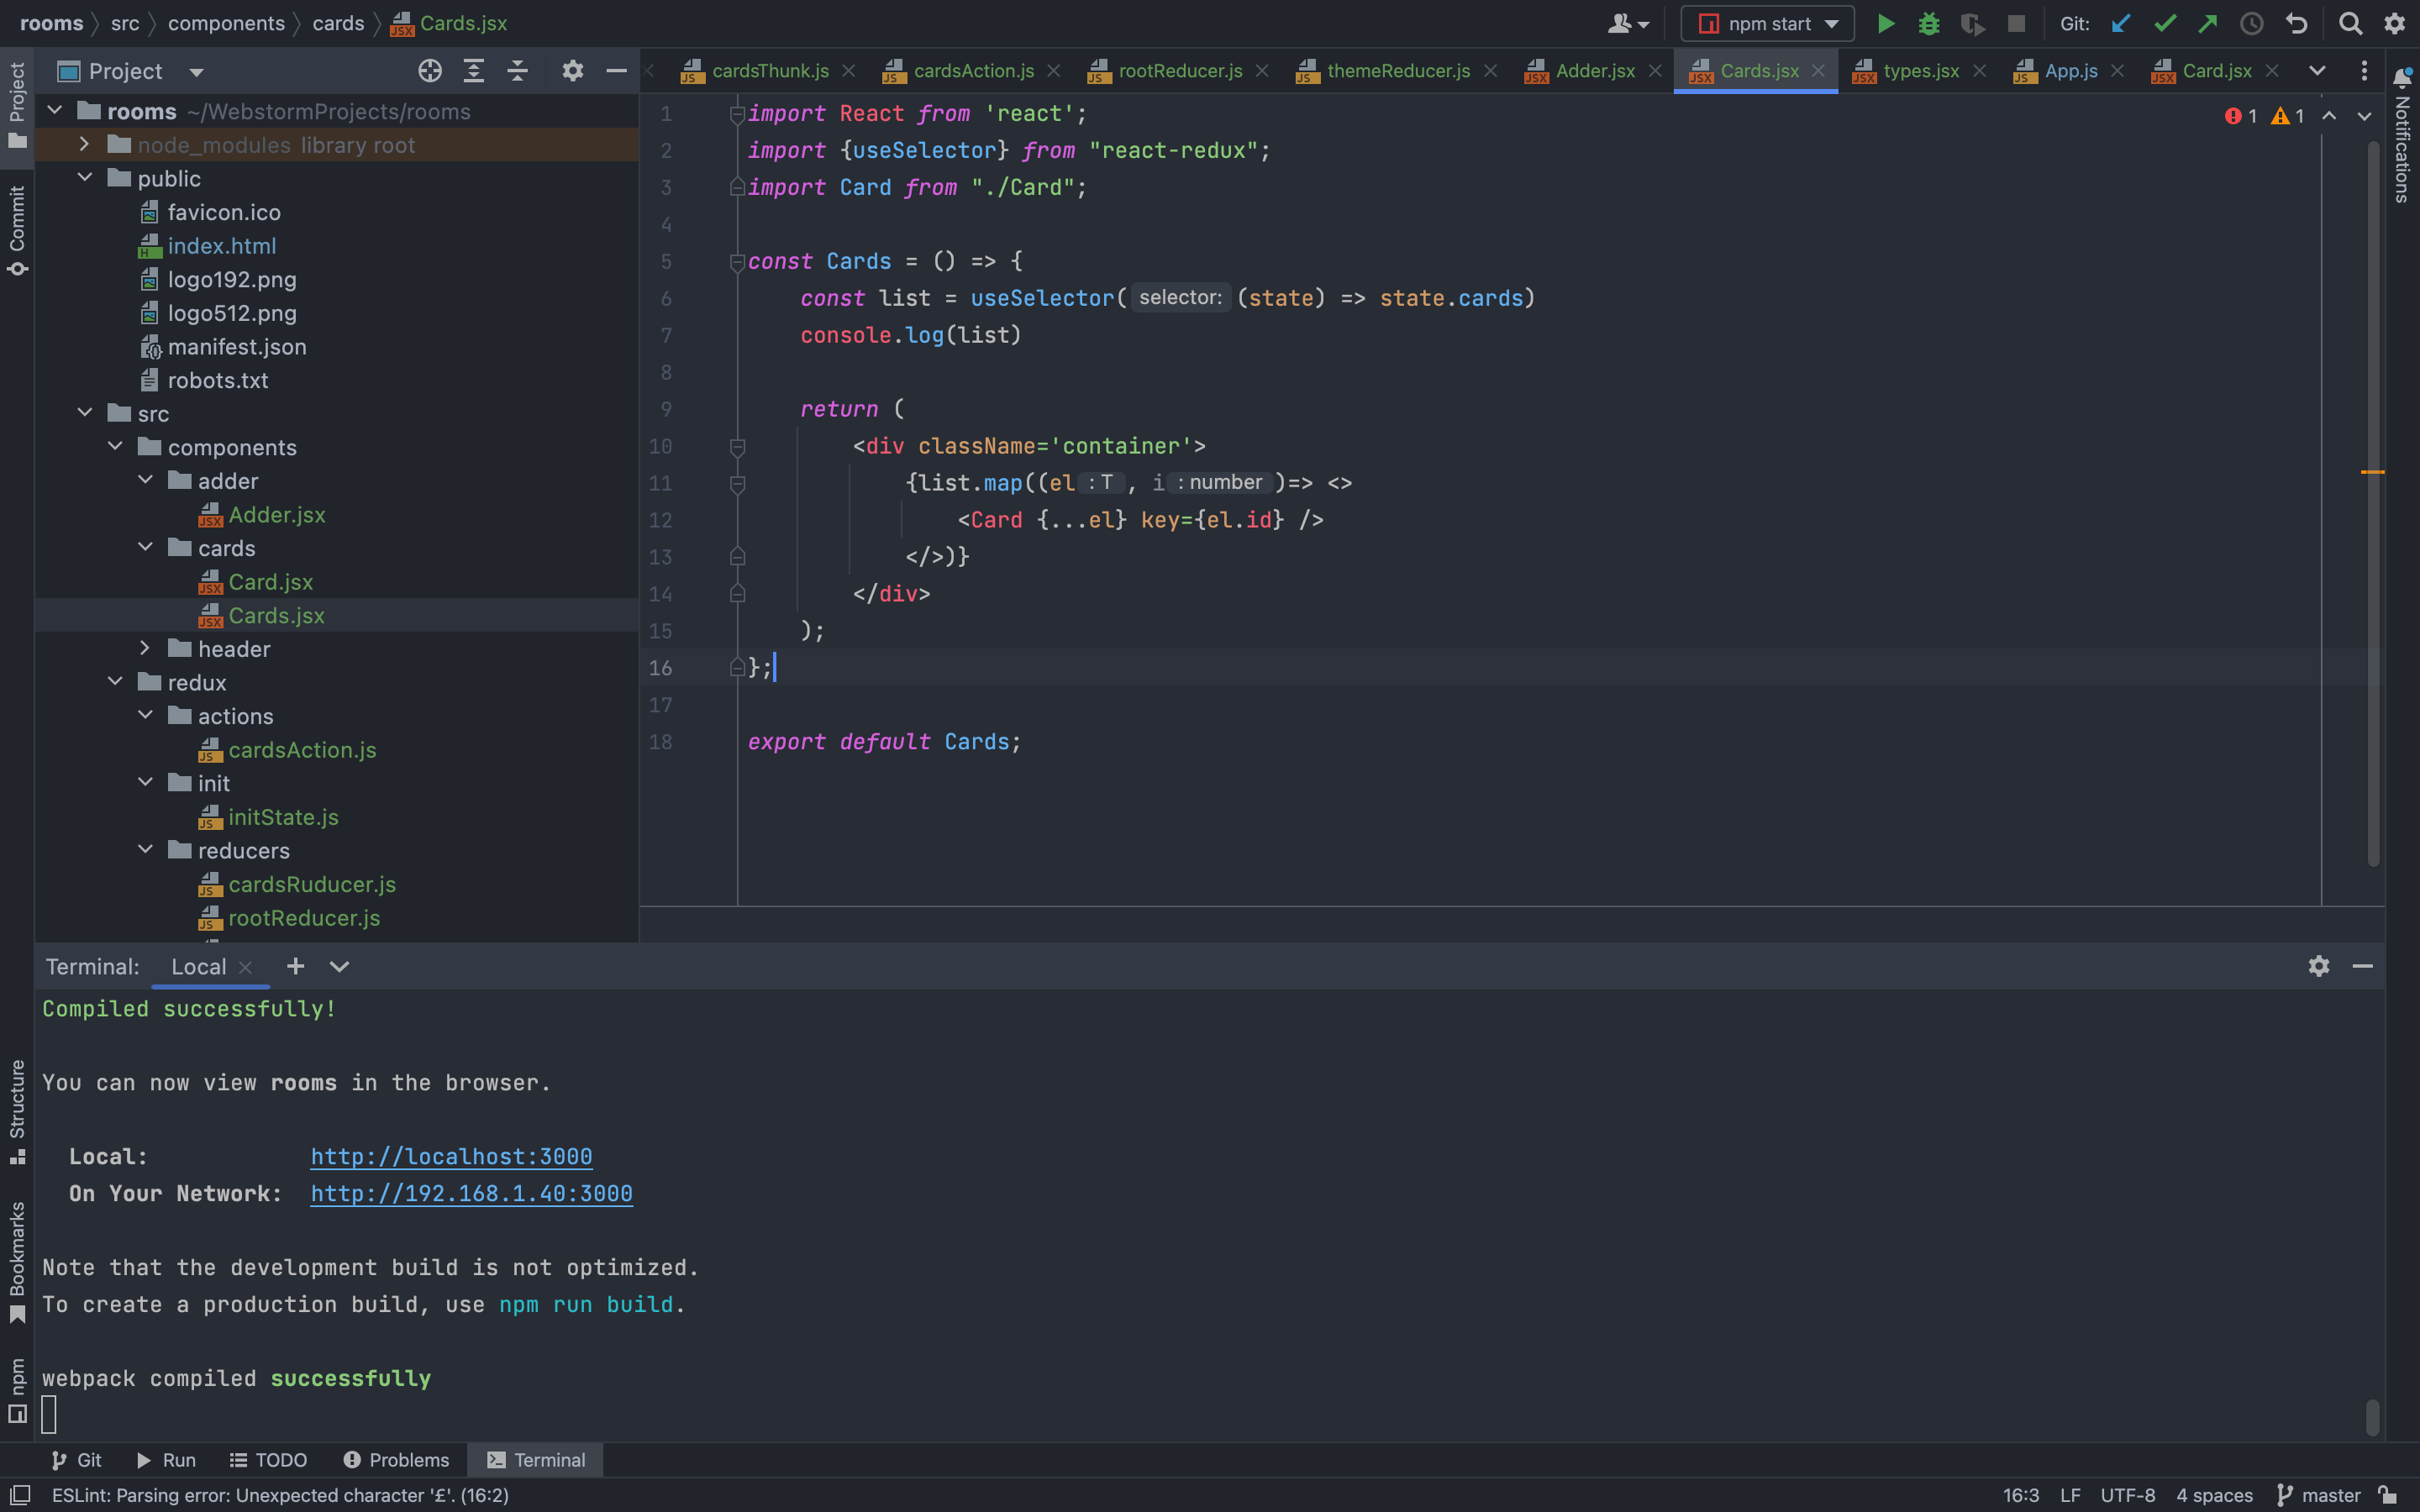 rooms src components cards Cards.jsx
npm start
Git:
Project
Commit
Structure
Bookmarks
npm
Notifications
Project
rooms ~/WebstormProjects/rooms
node_modules library root
public
favicon.ico
index.html
logo192.png
logo512.png
manifest.json
robots.txt
src
components
adder
Adder.jsx
cards
Card.jsx
Cards.jsx
header
redux
actions
cardsAction.js
init
initState.js
reducers
cardsRuducer.js
rootReducer.js
cardsThunk.js cardsAction.js rootReducer.js themeReducer.js Adder.jsx Cards.jsx types.jsx App.js Card.jsx
1 1
1 import React from 'react';
2 import {useSelector} from "react-redux";
3 import Card from "./Card";
4
5 const Cards = () => {
6 const list = useSelector( selector: (state) => state.cards)
7 console.log(list)
8
9 return (
10 <div className='container'>
11 {list.map((el : T , i : number )=> <>
12 <Card {...el} key={el.id} />
13 </>)}
14 </div>
15 );
16 };
17
18 export default Cards;
Terminal: Local
Compiled successfully!
You can now view rooms in the browser.
Local: http://localhost:3000
On Your Network: http://192.168.1.40:3000
Note that the development build is not optimized.
To create a production build, use npm run build.
webpack compiled successfully
Git Run TODO Problems Terminal
ESLint: Parsing error: Unexpected character '£'. (16:2)
16:3 LF UTF-8 4 spaces master